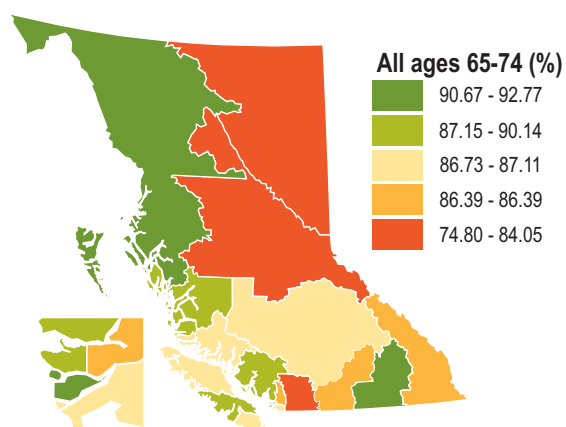 All ages 65-74 (%)
90.67 - 92.77
87.15 - 90.14
86.73 - 87.11
86.39 - 86.39
74.80 - 84.05